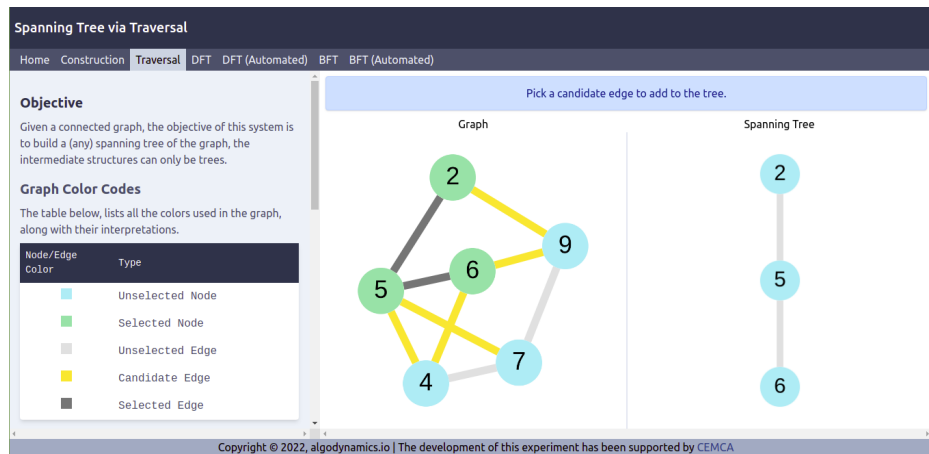 Spanning Tree via Traversal
Home Construction Traversal DFT DFT (Automated) BFT BFT (Automated)
Objective
Given a connected graph, the objective of this system is
to build a (any) spanning tree of the graph, the
intermediate structures can only be trees.
Graph Color Codes
The table below, lists all the colors used in the graph,
along with their interpretations.
Node/Edge
Color
Type
Unselected Node
Selected Node
Unselected Edge
Candidate Edge
Selected Edge
Pick a candidate edge to add to the tree.
Graph
2
9
6
5
7
4
Spanning Tree
2
5
6
Copyright © 2022, algodynamics.io | The development of this experiment has been supported by CEMCA